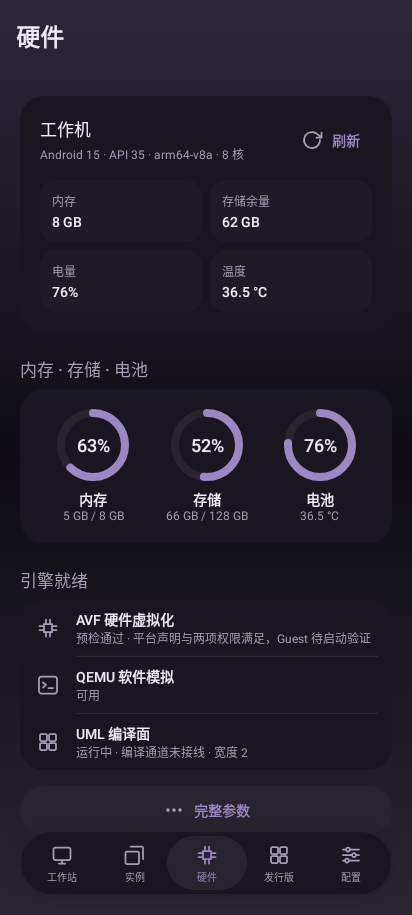 硬件
工作机
Android 15 · API 35 · arm64-v8a · 8 核
刷新
内存
8 GB
存储余量
62 GB
电量
76%
温度
36.5 °C
内存 · 存储 · 电池
63%
52%
76%
内存
存储
电池
5 GB / 8 GB
66 GB / 128 GB
36.5 °C
引擎就绪
AVF 硬件虚拟化
预检通过 · 平台声明与两项权限满足，Guest 待启动验证
QEMU 软件模拟
可用
UML 编译面
运行中 · 编译通道未接线 · 宽度 2
完整参数
工作站
实例
硬件
发行版
配置